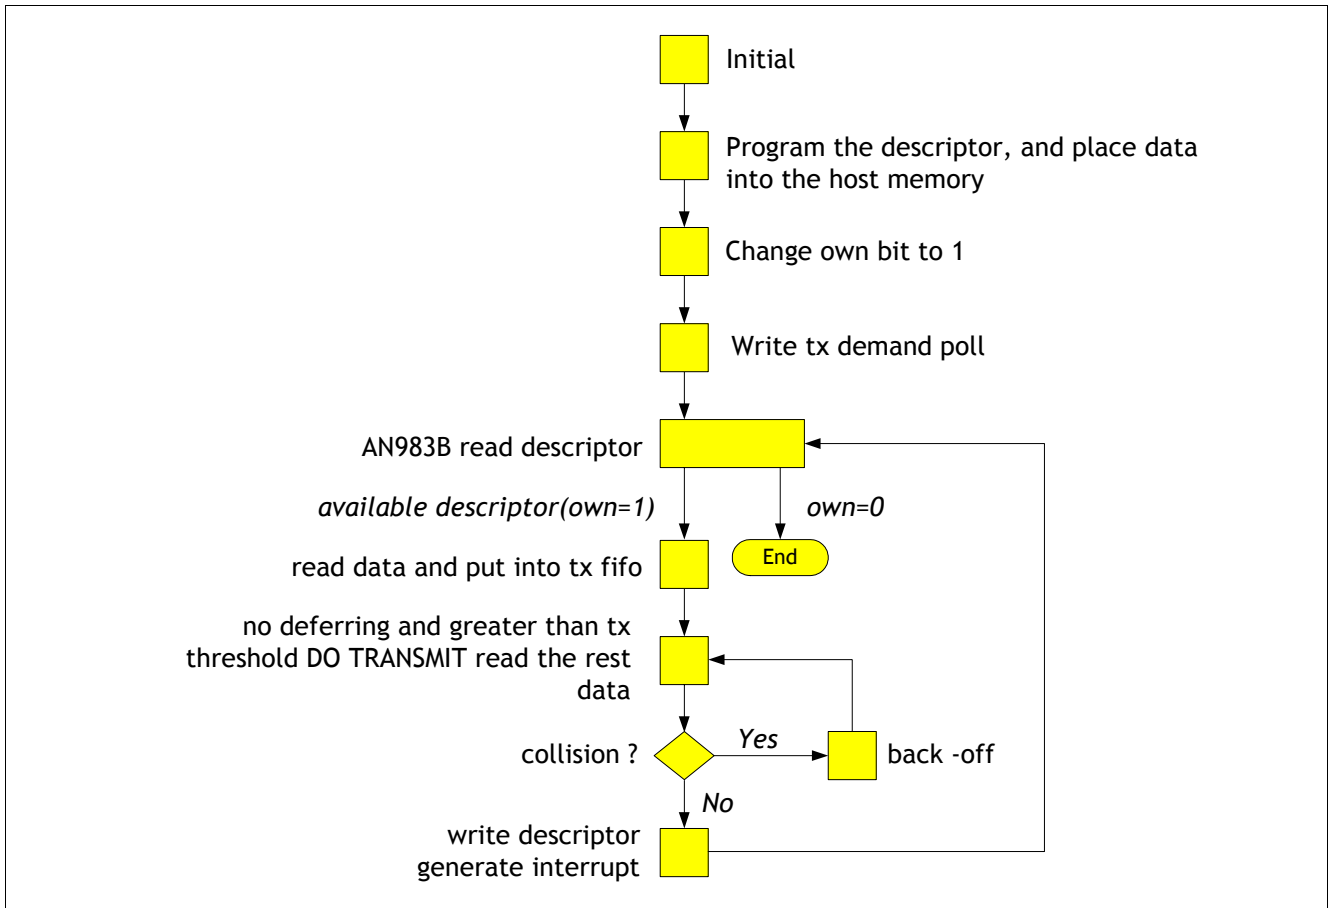 Initial
Program the descriptor, and place data
into the host memory
Change own bit to 1
Write tx demand poll
AN983B read descriptor
available descriptor(own=1)
own=0
End
read data and put into tx fifo
no deferring and greater than tx
threshold DO TRANSMIT read the rest
data
collision ?
Yes
back -off
No
write descriptor
generate interrupt